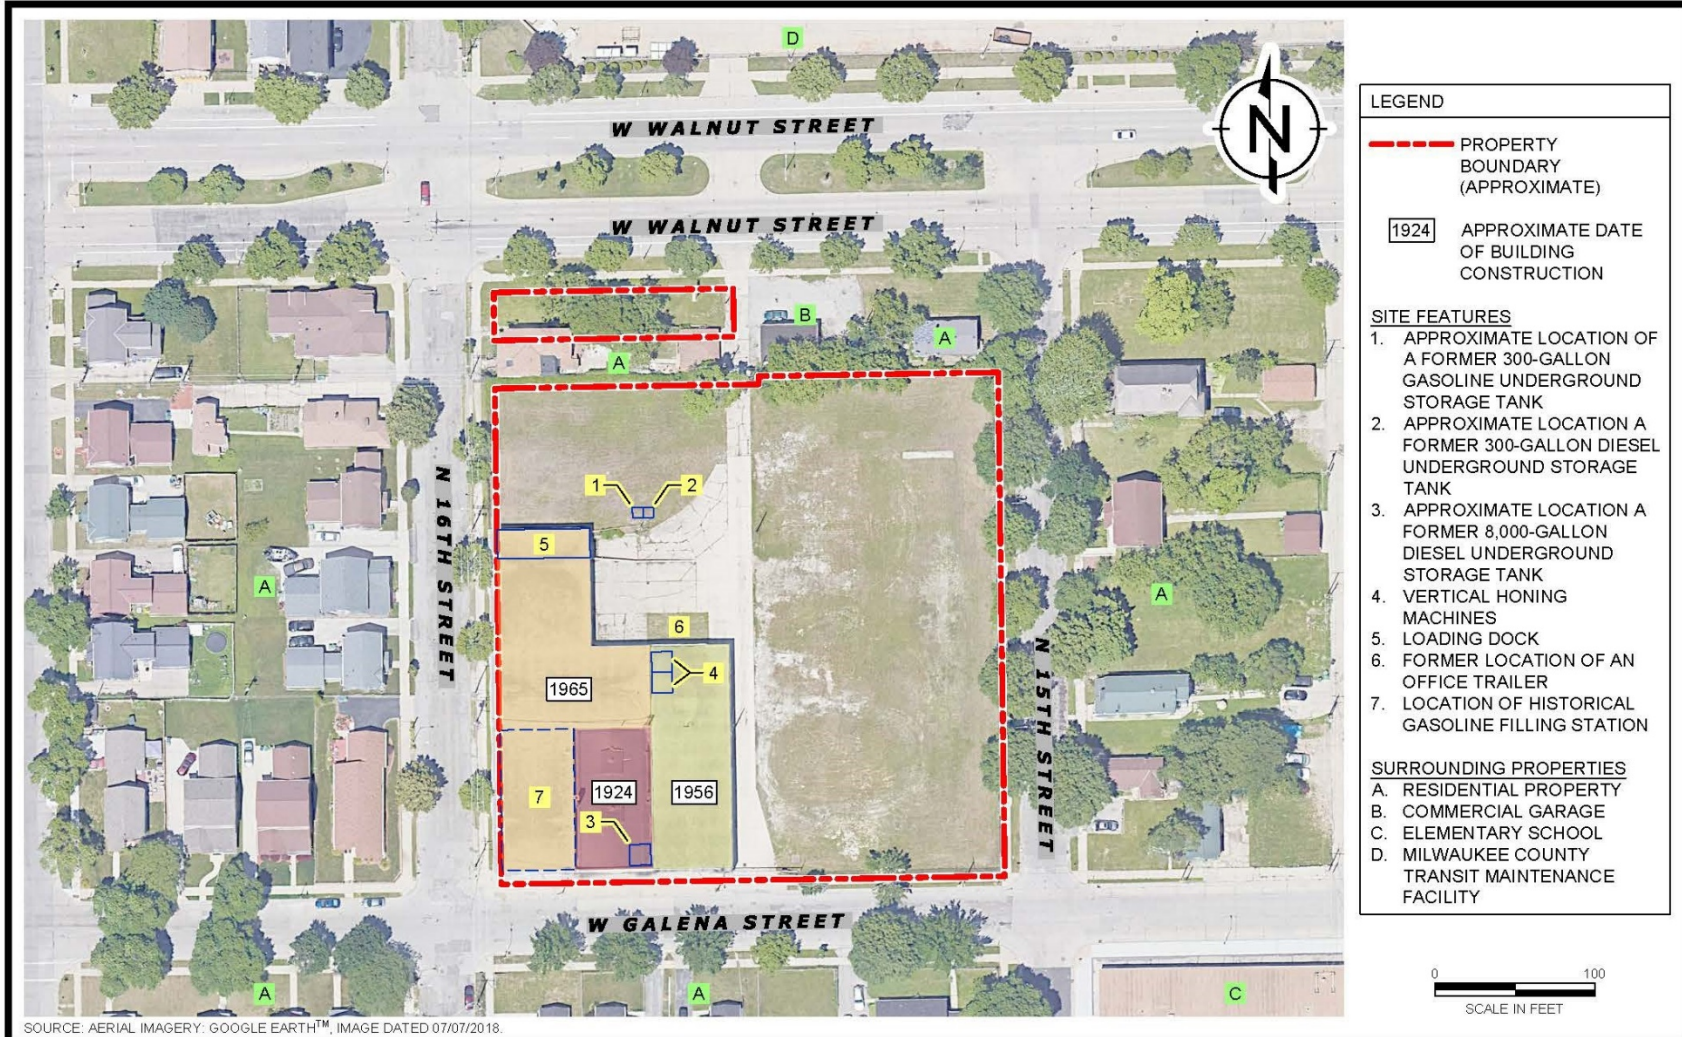 D
W WALNUT STREET
N
W WALNUT STREET
B
A
A
1
2
N 16TH STREET
5
A
6
A
4
1965
N 15TH STREET
7
1924
1956
3
W GALENA STREET
A
A
C
SOURCE: AERIAL IMAGERY: GOOGLE EARTH™, IMAGE DATED 07/07/2018.
LEGEND
PROPERTY
BOUNDARY
(APPROXIMATE)
1924 APPROXIMATE DATE
OF BUILDING
CONSTRUCTION
SITE FEATURES
1. APPROXIMATE LOCATION OF
A FORMER 300-GALLON
GASOLINE UNDERGROUND
STORAGE TANK
2. APPROXIMATE LOCATION A
FORMER 300-GALLON DIESEL
UNDERGROUND STORAGE
TANK
3. APPROXIMATE LOCATION A
FORMER 8,000-GALLON
DIESEL UNDERGROUND
STORAGE TANK
4. VERTICAL HONING
MACHINES
5. LOADING DOCK
6. FORMER LOCATION OF AN
OFFICE TRAILER
7. LOCATION OF HISTORICAL
GASOLINE FILLING STATION
SURROUNDING PROPERTIES
A. RESIDENTIAL PROPERTY
B. COMMERCIAL GARAGE
C. ELEMENTARY SCHOOL
D. MILWAUKEE COUNTY
TRANSIT MAINTENANCE
FACILITY
0 100
SCALE IN FEET